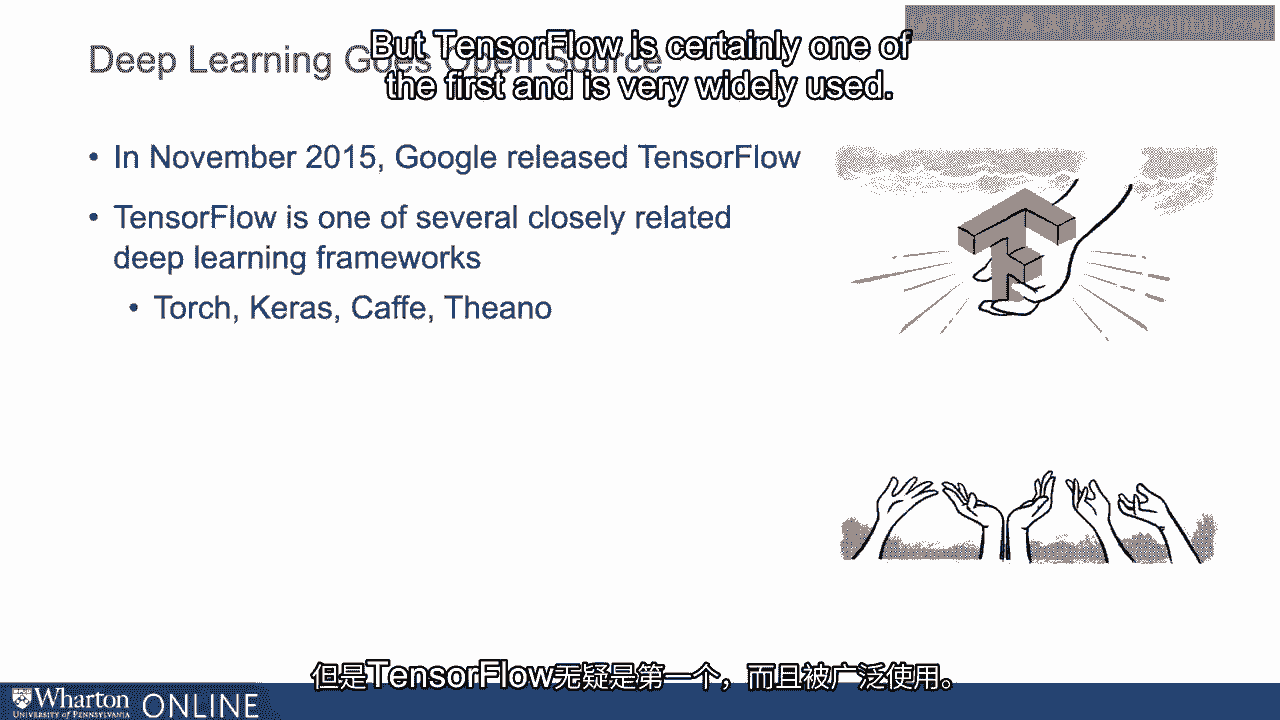 But TensorFlow is certainly one of
the first and is very widely used.
Deep Learning Goes Open Source
• In November 2015, Google released TensorFlow
• TensorFlow is one of several closely related
deep learning frameworks
• Torch, Keras, Caffe, Theano
但是TensorFlow无疑是第一个，而且被广泛使用。
Wharton
UNIVERSITY of PENNSYLVANIA
ONLINE